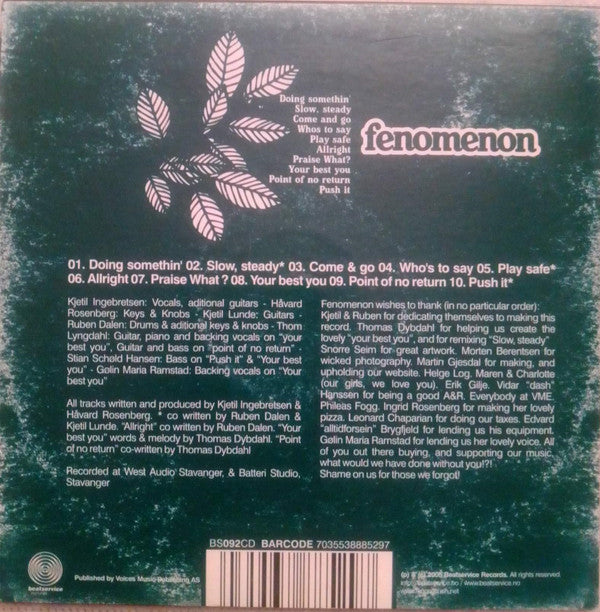 Doing somethin'
Slow, steady
Come and go
Whos to say
Play safe
Allright
Praise What?
Your best you
Point of no return
Push it
fenomenon
01. Doing somethin' 02. Slow, steady* 03. Come & go 04. Who's to say 05. Play safe*
06. Allright 07. Praise What ? 08. Your best you 09. Point of no return 10. Push it*
Kjetil Ingebretsen: Vocals, aditional guitars - Håvard
Rosenberg: Keys & Knobs - Kjetil Lunde: Guitars -
Ruben Dalen: Drums & aditional keys & knobs - Thom
Lyngdahl: Guitar, piano and backing vocals on "your
best you", Guitar and bass on "point of no return" -
Stian Scheld Hansen: Bass on "Push it" & "Your best
you" - Gølin Maria Ramstad: Backing vocals on "Your
best you"
All tracks written and produced by Kjetil Ingebretsen &
Håvard Rosenberg. * co written by Ruben Dalen &
Kjetil Lunde. "Allright" co written by Ruben Dalen. "Your
best you" words & melody by Thomas Dybdahl. "Point
of no return" co-written by Thomas Dybdahl
Recorded at West Audio Stavanger, & Batteri Studio,
Stavanger
Fenomenon wishes to thank (in no particular order):
Kjetil & Ruben for dedicating themselves to making this
record. Thomas Dybdahl for helping us create the
lovely "your best you", and for remixing "Slow, steady"
Snorre Seim for great artwork. Morten Berentsen for
wicked photography. Martin Gjesdal for making, and
upholding our website. Helge Log. Maren & Charlotte
(our girls, we love you). Erik Gilje. Vidar "dash"
Hanssen for being a good A&R. Everybody at VME.
Phileas Fogg. Ingrid Rosenberg for making her lovely
pizza. Leonard Chaparian for doing our taxes. Edvard
"alltidforsein" Brygfjeld for lending us his equipment.
Gølin Maria Ramstad for lending us her lovely voice. All
of you out there buying, and supporting our music.
what would we have done without you!?!
Shame on us for those we forgot!
BS092CD BARCODE 7035538885297
beatservice
Published by Voices Music Publishing AS
(p) & (c) 2005 Beatservice Records. All rights reserved.
info@beatservice.no / www.beatservice.no